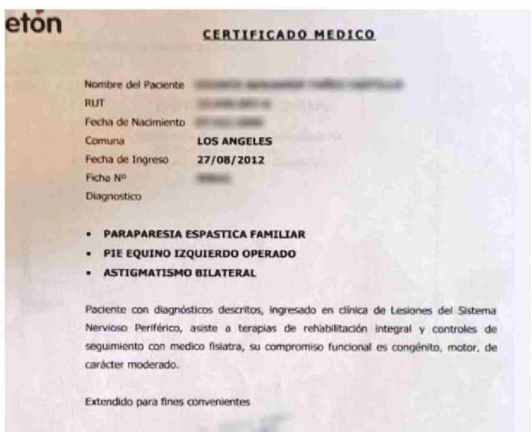 etón
CERTIFICADO MEDICO
Nombre del Paciente
RUT
Fecha de Nacimiento
Comuna LOS ANGELES
Fecha de Ingreso 27/08/2012
Ficha Nº
Diagnostico
• PARAPARESIA ESPASTICA FAMILIAR
• PIE EQUINO IZQUIERDO OPERADO
• ASTIGMATISMO BILATERAL
Paciente con diagnósticos descritos, ingresado en clínica de Lesiones del Sistema
Nervioso Periférico, asiste a terapias de rehabilitación integral y controles de
seguimiento con medico fisiatra, su compromiso funcional es congénito, motor, de
carácter moderado.
Extendido para fines convenientes